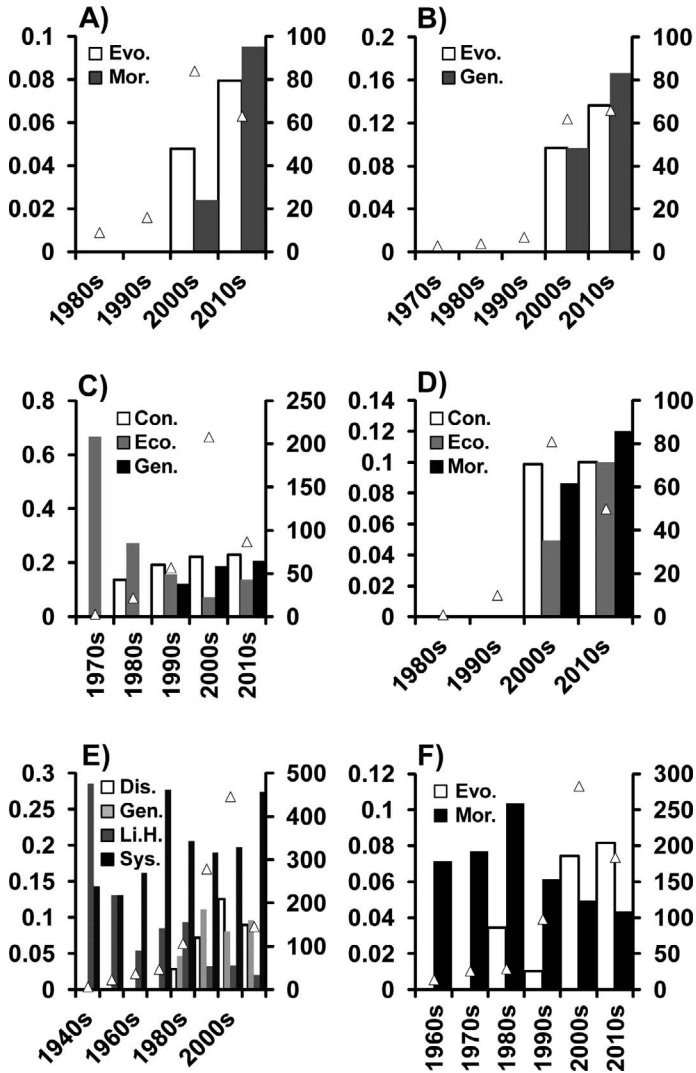 A)
0.1
0.08
0.06
0.04
0.02
0
Evo.
Mor.
100
80
60
40
20
0
1980s
1990s
2000s
2010s
B)
0.2
0.16
0.12
0.08
0.04
0
Evo.
Gen.
100
80
60
40
20
0
1970s
1980s
1990s
2000s
2010s
C)
0.8
0.6
0.4
0.2
0
Con.
Eco.
Gen.
250
200
150
100
50
0
1970s
1980s
1990s
2000s
2010s
D)
0.14
0.12
0.1
0.08
0.06
0.04
0.02
0
Con.
Eco.
Mor.
100
80
60
40
20
0
1980s
1990s
2000s
2010s
E)
0.3
0.25
0.2
0.15
0.1
0.05
0
Dis.
Gen.
Li.H.
Sys.
500
400
300
200
100
0
1940s
1960s
1980s
2000s
F)
0.12
0.1
0.08
0.06
0.04
0.02
0
Evo.
Mor.
300
250
200
150
100
50
0
1960s
1970s
1980s
1990s
2000s
2010s